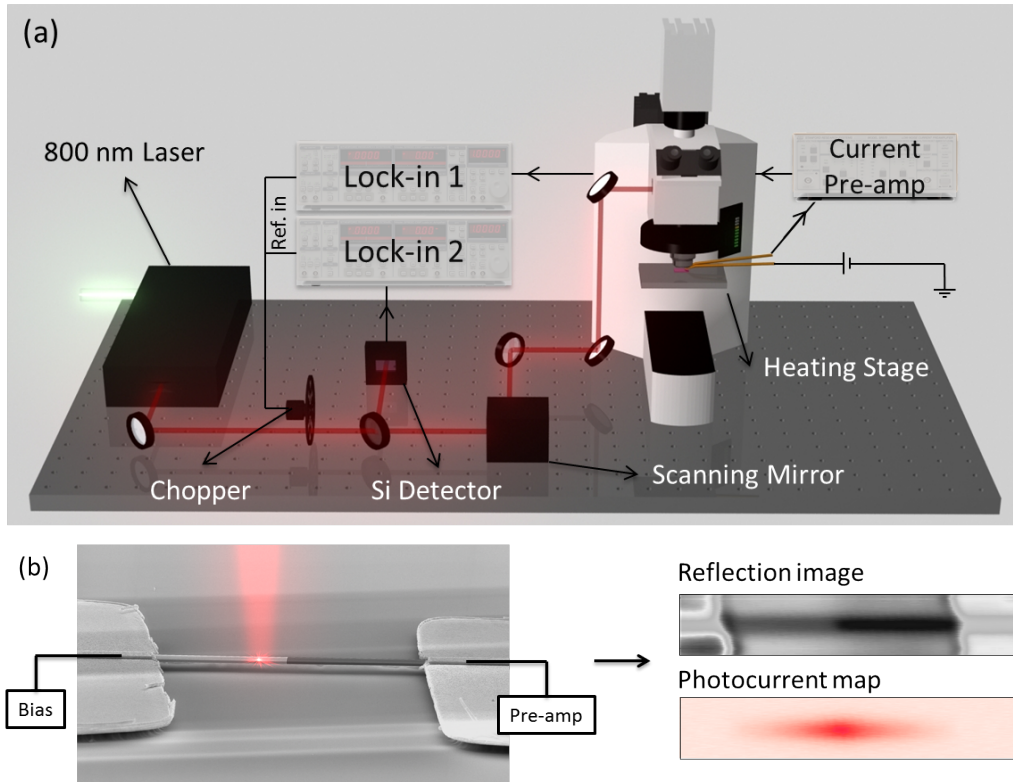 (a)
800 nm Laser
Lock-in 1
Ref. in
Lock-in 2
Current
Pre-amp
Heating Stage
Chopper
Si Detector
Scanning Mirror
(b)
Bias
Pre-amp
Reflection image
Photocurrent map